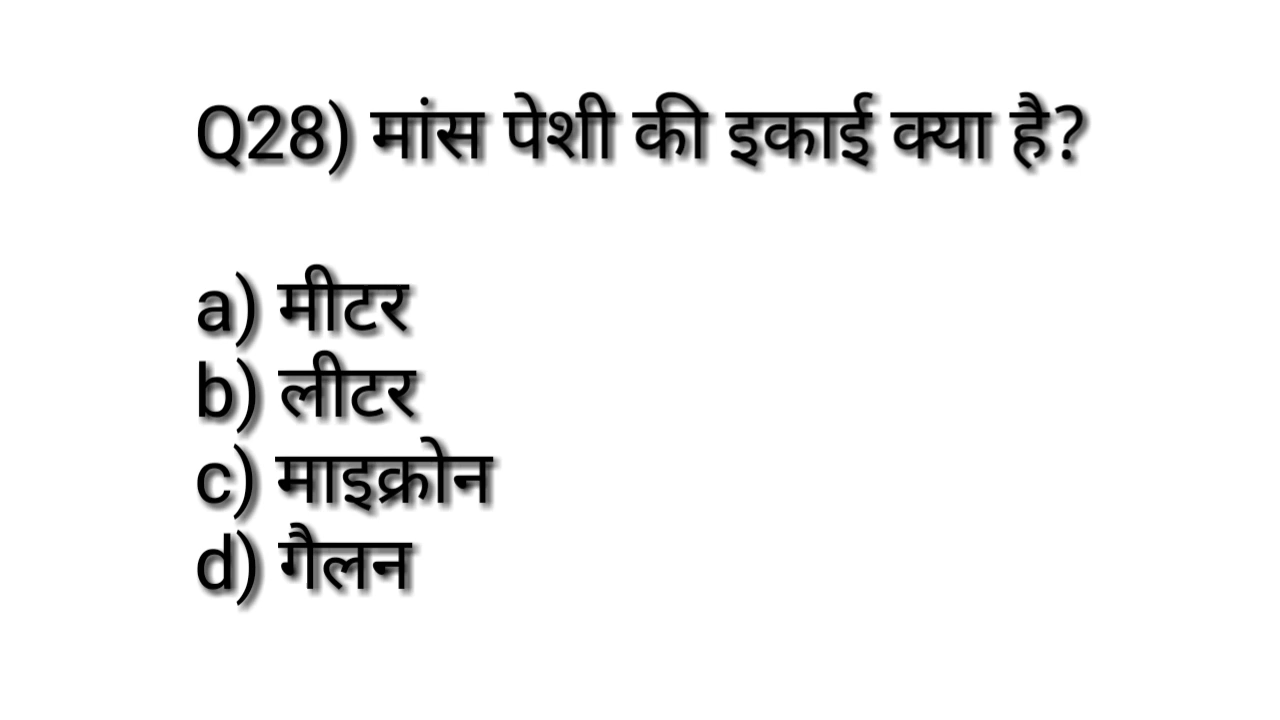 Q28) मांस पेशी की इकाई क्या है?
a) मीटर
b) लीटर
c) माइक्रोन
d) गैलन